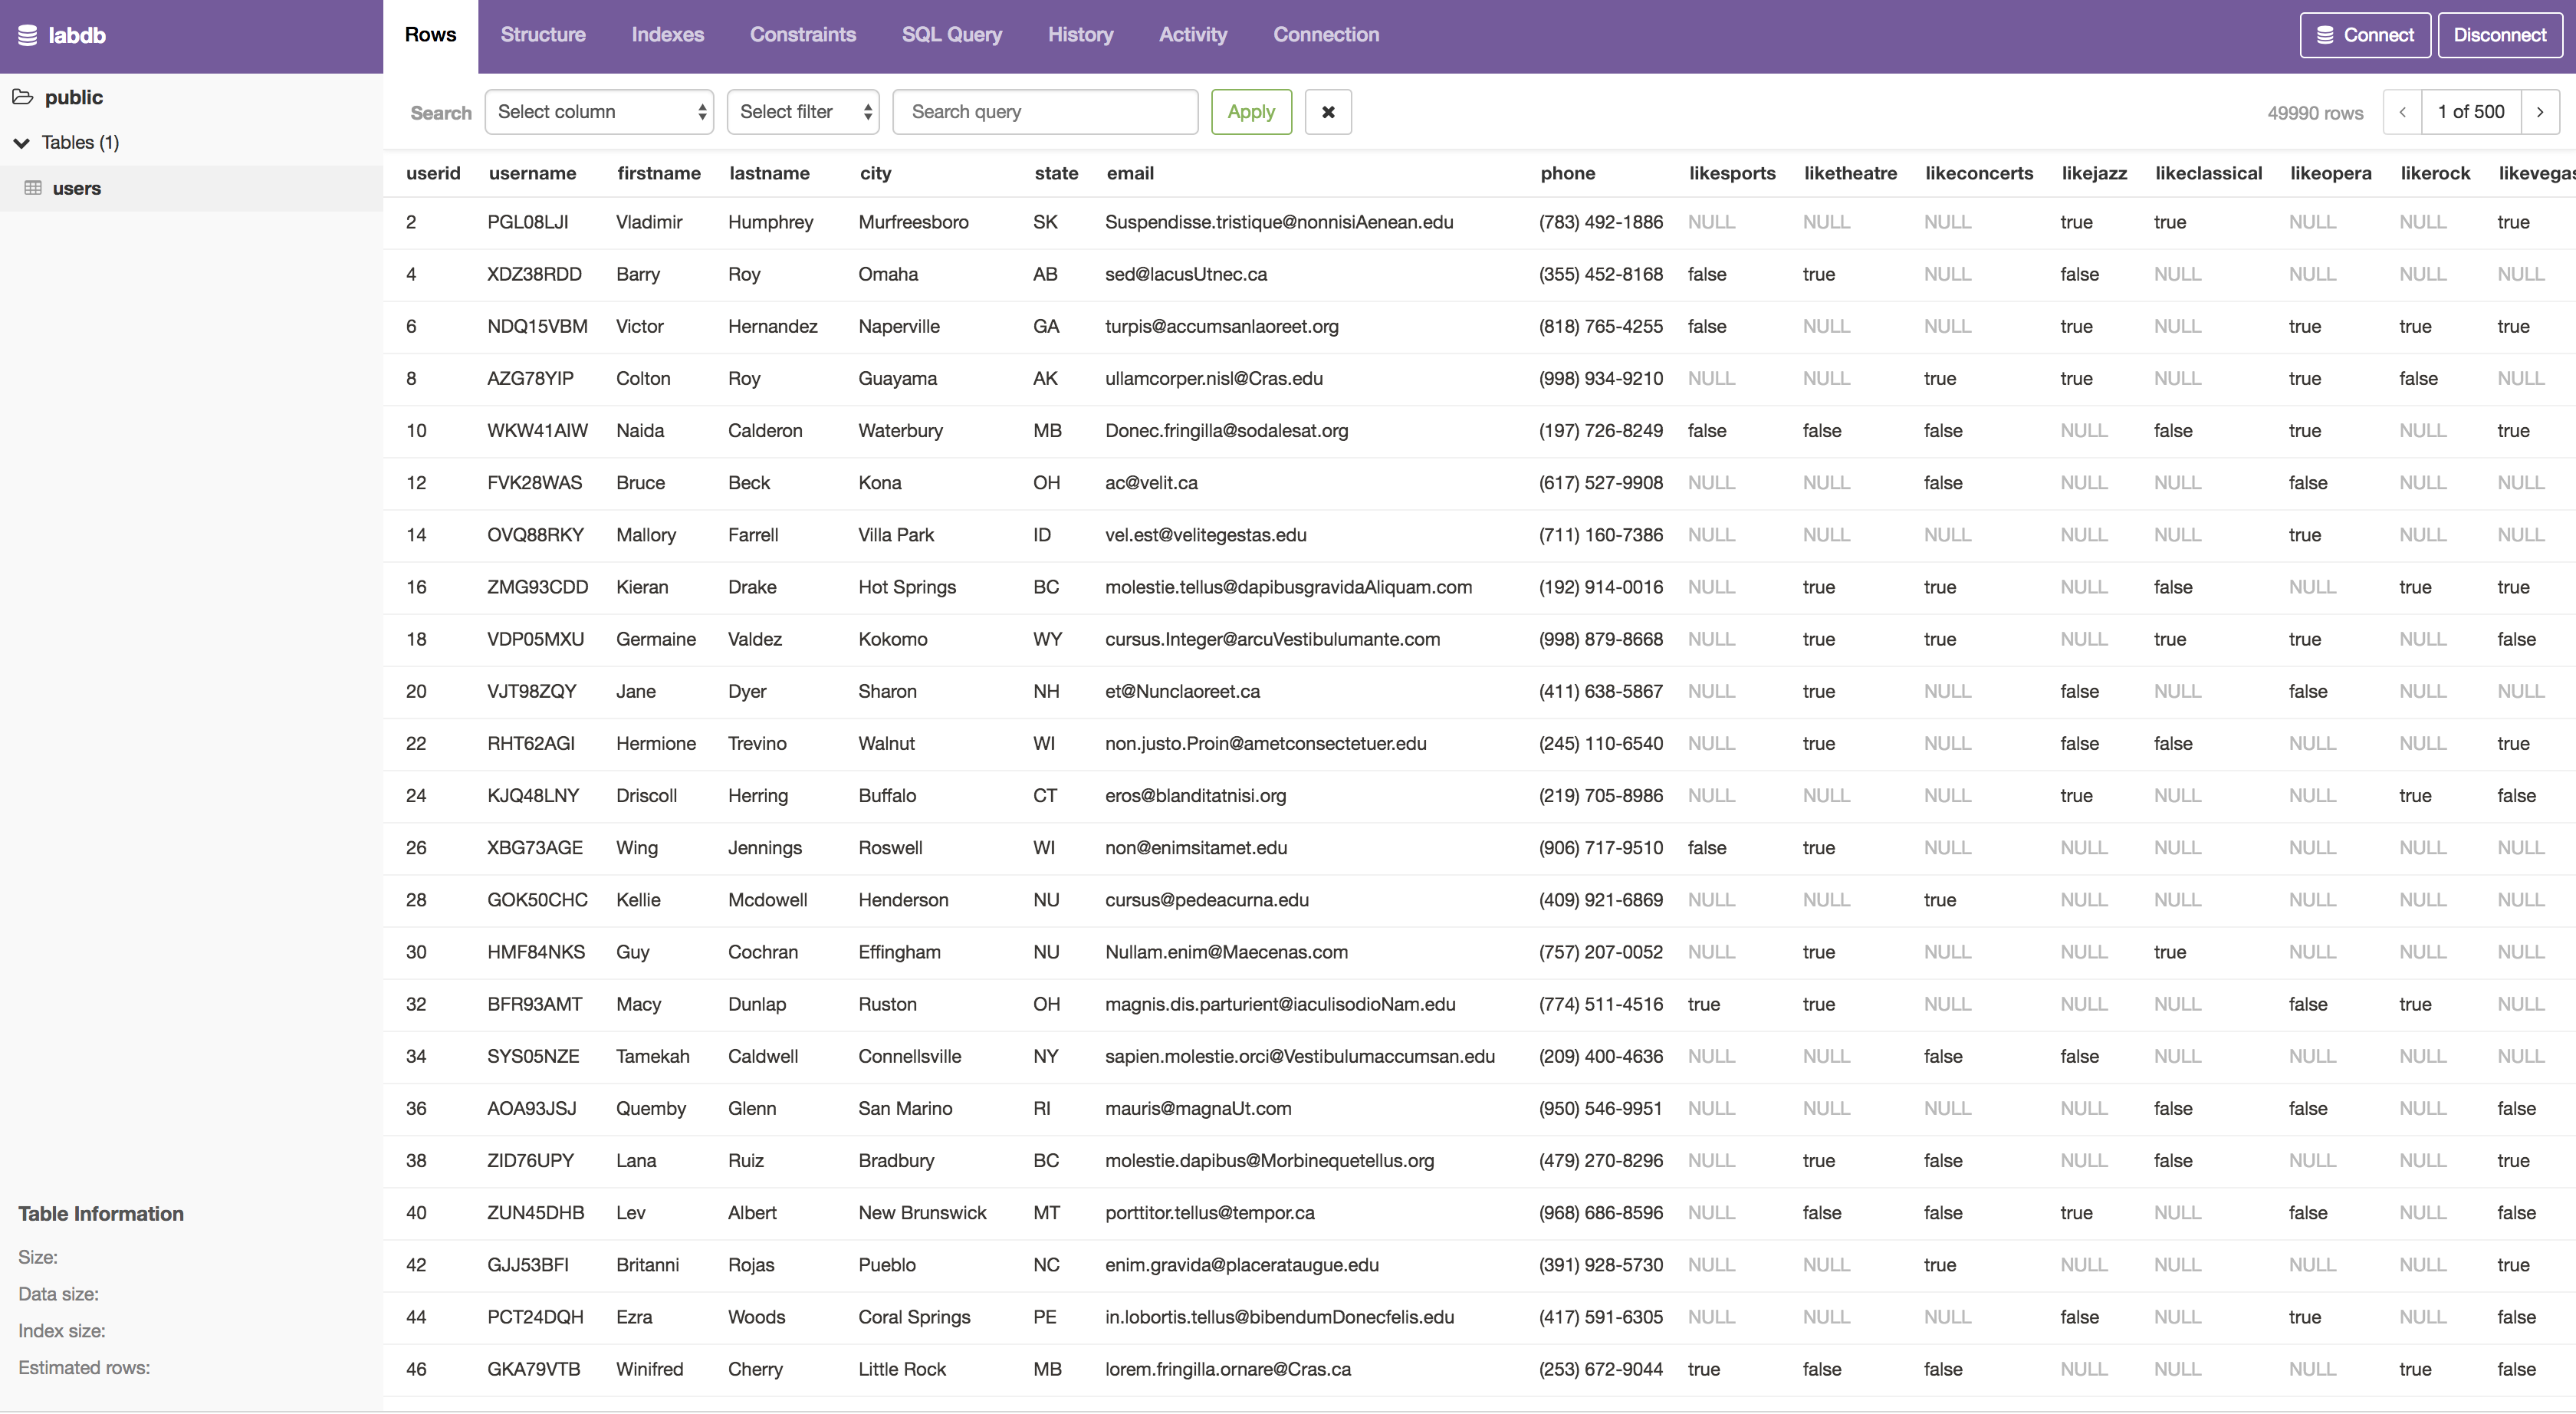 labdb Rows Structure Indexes Constraints SQL Query History Activity Connection Connect Disconnect
public
Tables (1)
users
Table Information
Size:
Data size:
Index size:
Estimated rows:
Search Select column Select filter Search query Apply 49990 rows 1 of 500
userid username firstname lastname city state email phone likesports liketheatre likeconcerts likejazz likeclassical likeopera likerock likevegas
2 PGL08LJI Vladimir Humphrey Murfreesboro SK Suspendisse.tristique@nonnisiAenean.edu (783) 492-1886 NULL NULL NULL true true NULL NULL true
4 XDZ38RDD Barry Roy Omaha AB sed@lacusUtnec.ca (355) 452-8168 false true NULL false NULL NULL NULL NULL
6 NDQ15VBM Victor Hernandez Naperville GA turpis@accumsanlaoreet.org (818) 765-4255 false NULL NULL true NULL true true true
8 AZG78YIP Colton Roy Guayama AK ullamcorper.nisl@Cras.edu (998) 934-9210 NULL NULL true true NULL true false NULL
10 WKW41AIW Naida Calderon Waterbury MB Donec.fringilla@sodalesat.org (197) 726-8249 false false false NULL false true NULL true
12 FVK28WAS Bruce Beck Kona OH ac@velit.ca (617) 527-9908 NULL NULL false NULL NULL false NULL NULL
14 OVQ88RKY Mallory Farrell Villa Park ID vel.est@velitegestas.edu (711) 160-7386 NULL NULL NULL NULL NULL true NULL NULL
16 ZMG93CDD Kieran Drake Hot Springs BC molestie.tellus@dapibusgravidaAliquam.com (192) 914-0016 NULL true true NULL false NULL true true
18 VDP05MXU Germaine Valdez Kokomo WY cursus.Integer@arcuVestibulumante.com (998) 879-8668 NULL true true NULL true true NULL false
20 VJT98ZQY Jane Dyer Sharon NH et@Nunclaoreet.ca (411) 638-5867 NULL true NULL false NULL false NULL NULL
22 RHT62AGI Hermione Trevino Walnut WI non.justo.Proin@ametconsectetuer.edu (245) 110-6540 NULL true NULL false false NULL NULL true
24 KJQ48LNY Driscoll Herring Buffalo CT eros@blanditatnisi.org (219) 705-8986 NULL NULL NULL true NULL NULL true false
26 XBG73AGE Wing Jennings Roswell WI non@enimsitamet.edu (906) 717-9510 false true NULL NULL NULL NULL NULL NULL
28 GOK50CHC Kellie Mcdowell Henderson NU cursus@pedeacurna.edu (409) 921-6869 NULL NULL true NULL NULL NULL NULL NULL
30 HMF84NKS Guy Cochran Effingham NU Nullam.enim@Maecenas.com (757) 207-0052 NULL true NULL NULL true NULL NULL NULL
32 BFR93AMT Macy Dunlap Ruston OH magnis.dis.parturient@iaculisodioNam.edu (774) 511-4516 true true NULL NULL NULL false true NULL
34 SYS05NZE Tamekah Caldwell Connellsville NY sapien.molestie.orci@Vestibulumaccumsan.edu (209) 400-4636 NULL NULL false false NULL NULL NULL NULL
36 AOA93JSJ Quemby Glenn San Marino RI mauris@magnaUt.com (950) 546-9951 NULL NULL NULL NULL false false NULL false
38 ZID76UPY Lana Ruiz Bradbury BC molestie.dapibus@Morbinequetellus.org (479) 270-8296 NULL true false NULL false NULL NULL true
40 ZUN45DHB Lev Albert New Brunswick MT porttitor.tellus@tempor.ca (968) 686-8596 NULL false false true NULL false NULL false
42 GJJ53BFI Britanni Rojas Pueblo NC enim.gravida@placerataugue.edu (391) 928-5730 NULL NULL true NULL NULL NULL NULL true
44 PCT24DQH Ezra Woods Coral Springs PE in.lobortis.tellus@bibendumDonecfelis.edu (417) 591-6305 NULL NULL NULL false NULL true NULL false
46 GKA79VTB Winifred Cherry Little Rock MB lorem.fringilla.ornare@Cras.ca (253) 672-9044 true false false NULL NULL NULL true false